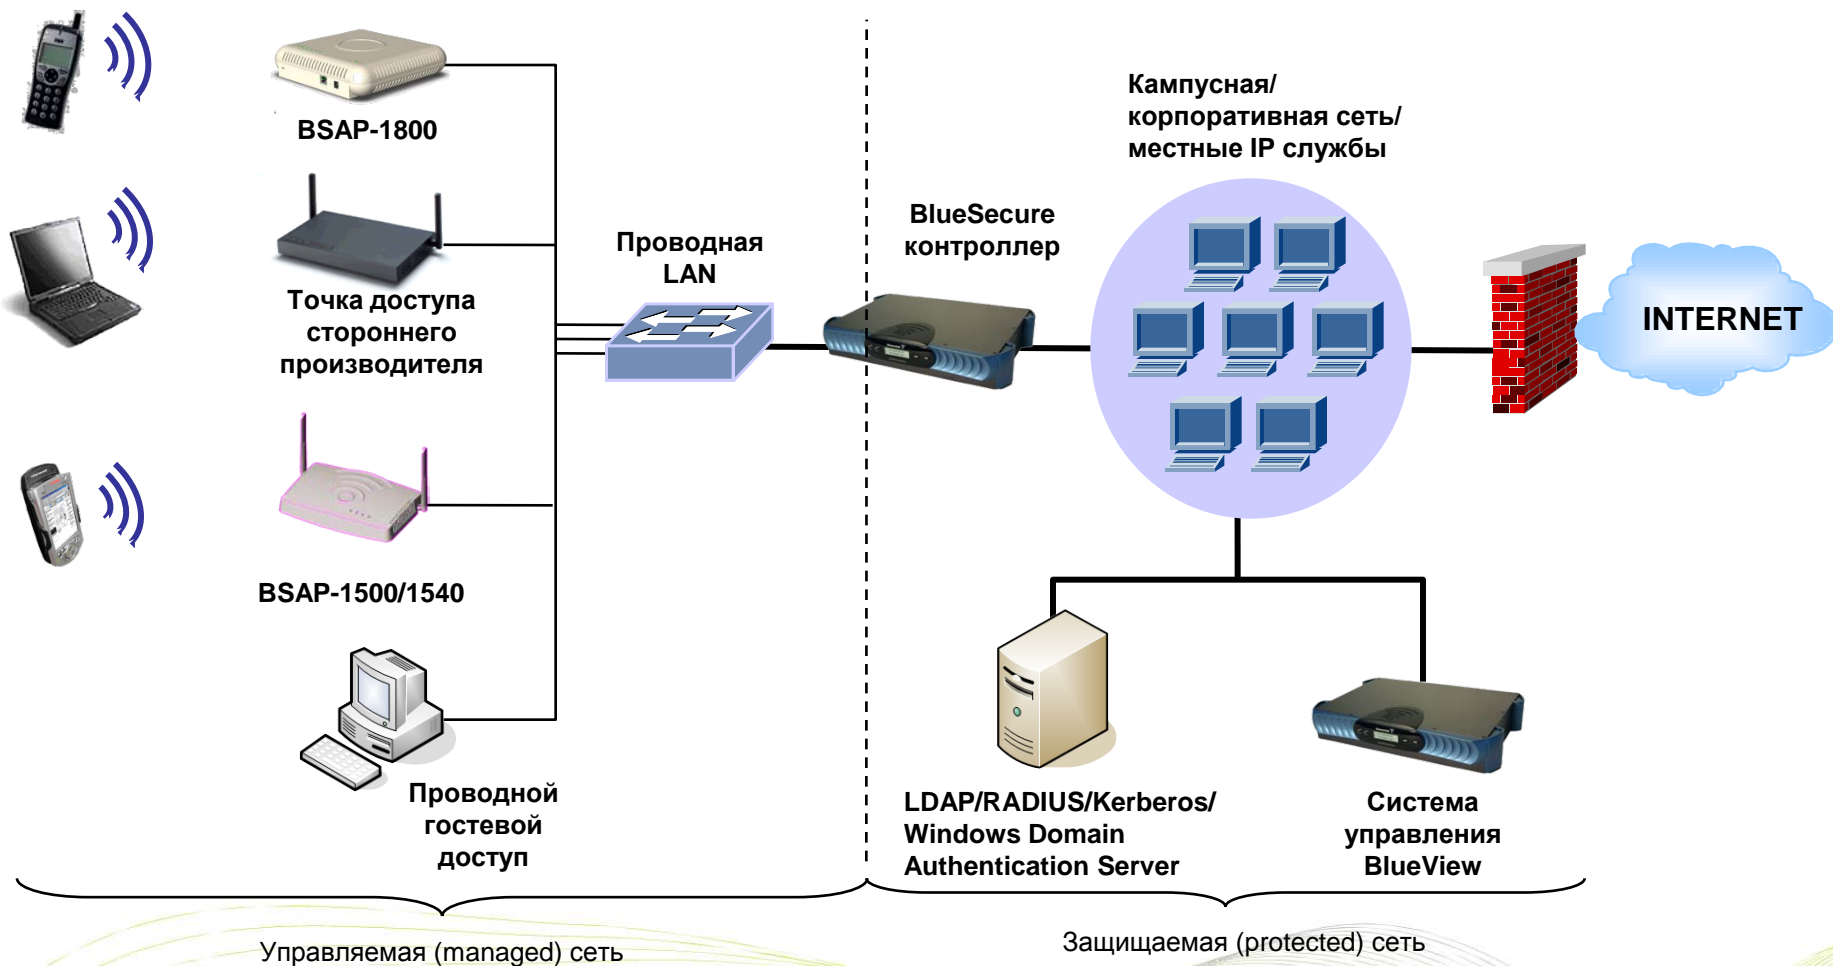 BSAP-1800
Точка доступа
стороннего
производителя
BSAP-1500/1540
Проводной
гостевой
доступ
Проводная
LAN
BlueSecure
контроллер
Кампусная/
корпоративная сеть/
местные IP службы
INTERNET
LDAP/RADIUS/Kerberos/
Windows Domain
Authentication Server
Система
управления
BlueView
Управляемая (managed) сеть
Защищаемая (protected) сеть